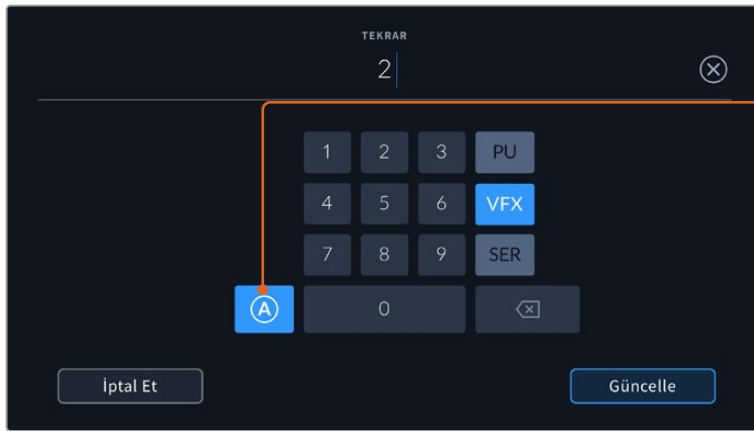 TEKRAR
2
1 2 3 PU
4 5 6 VFX
7 8 9 SER
A 0
İptal Et Güncelle